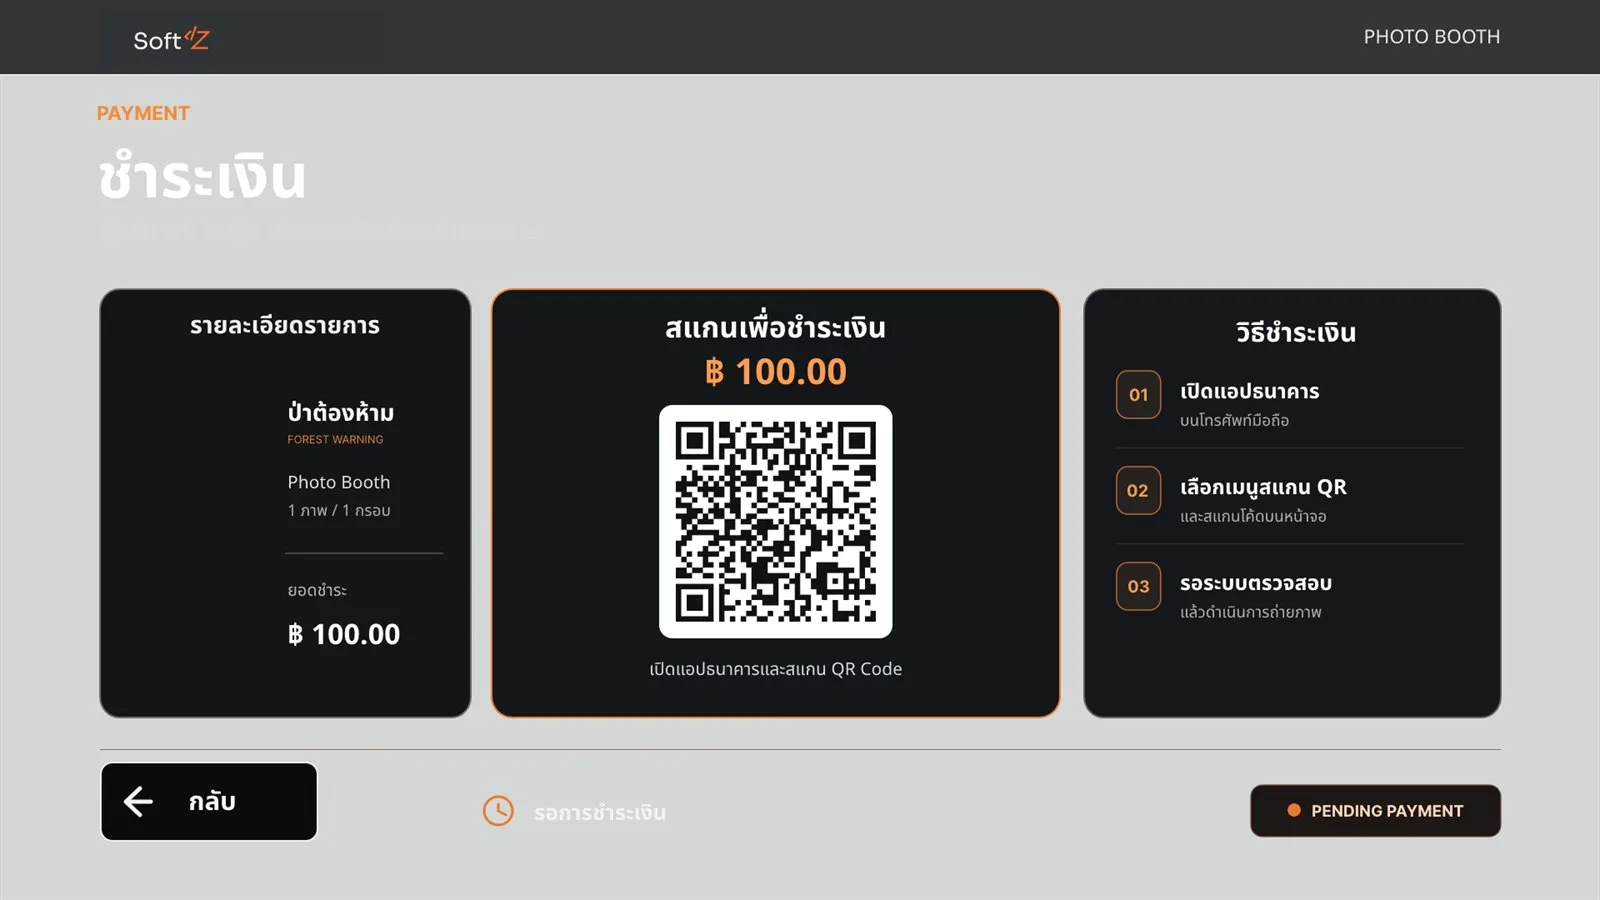 Soft</Z
PHOTO BOOTH
PAYMENT
ชำระเงิน
รายละเอียดรายการ
ป่าต้องห้าม
FOREST WARNING
Photo Booth
1 ภาพ / 1 กรอบ
ยอดชำระ
฿ 100.00
สแกนเพื่อชำระเงิน
฿ 100.00
เปิดแอปธนาคารและสแกน QR Code
วิธีชำระเงิน
01
เปิดแอปธนาคาร
บนโทรศัพท์มือถือ
02
เลือกเมนูสแกน QR
และสแกนโค้ดบนหน้าจอ
03
รอระบบตรวจสอบ
แล้วดำเนินการถ่ายภาพ
กลับ
รอการชำระเงิน
PENDING PAYMENT